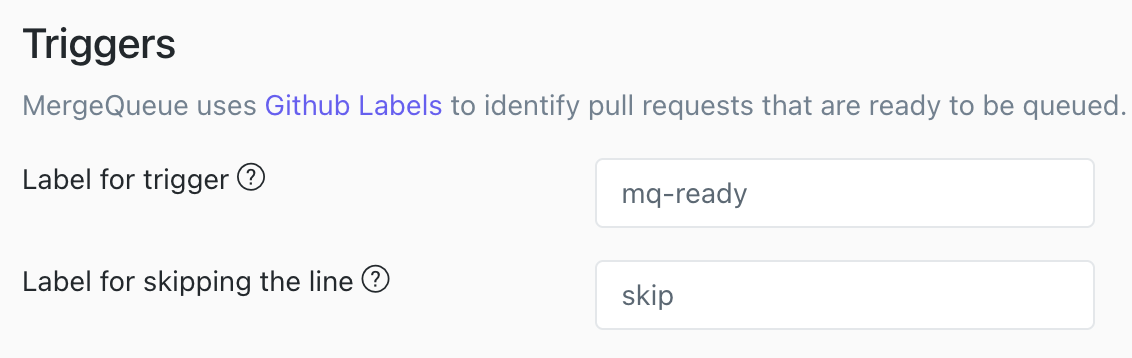 Triggers
MergeQueue uses Github Labels to identify pull requests that are ready to be queued.
Label for trigger ?
mq-ready
Label for skipping the line ?
skip